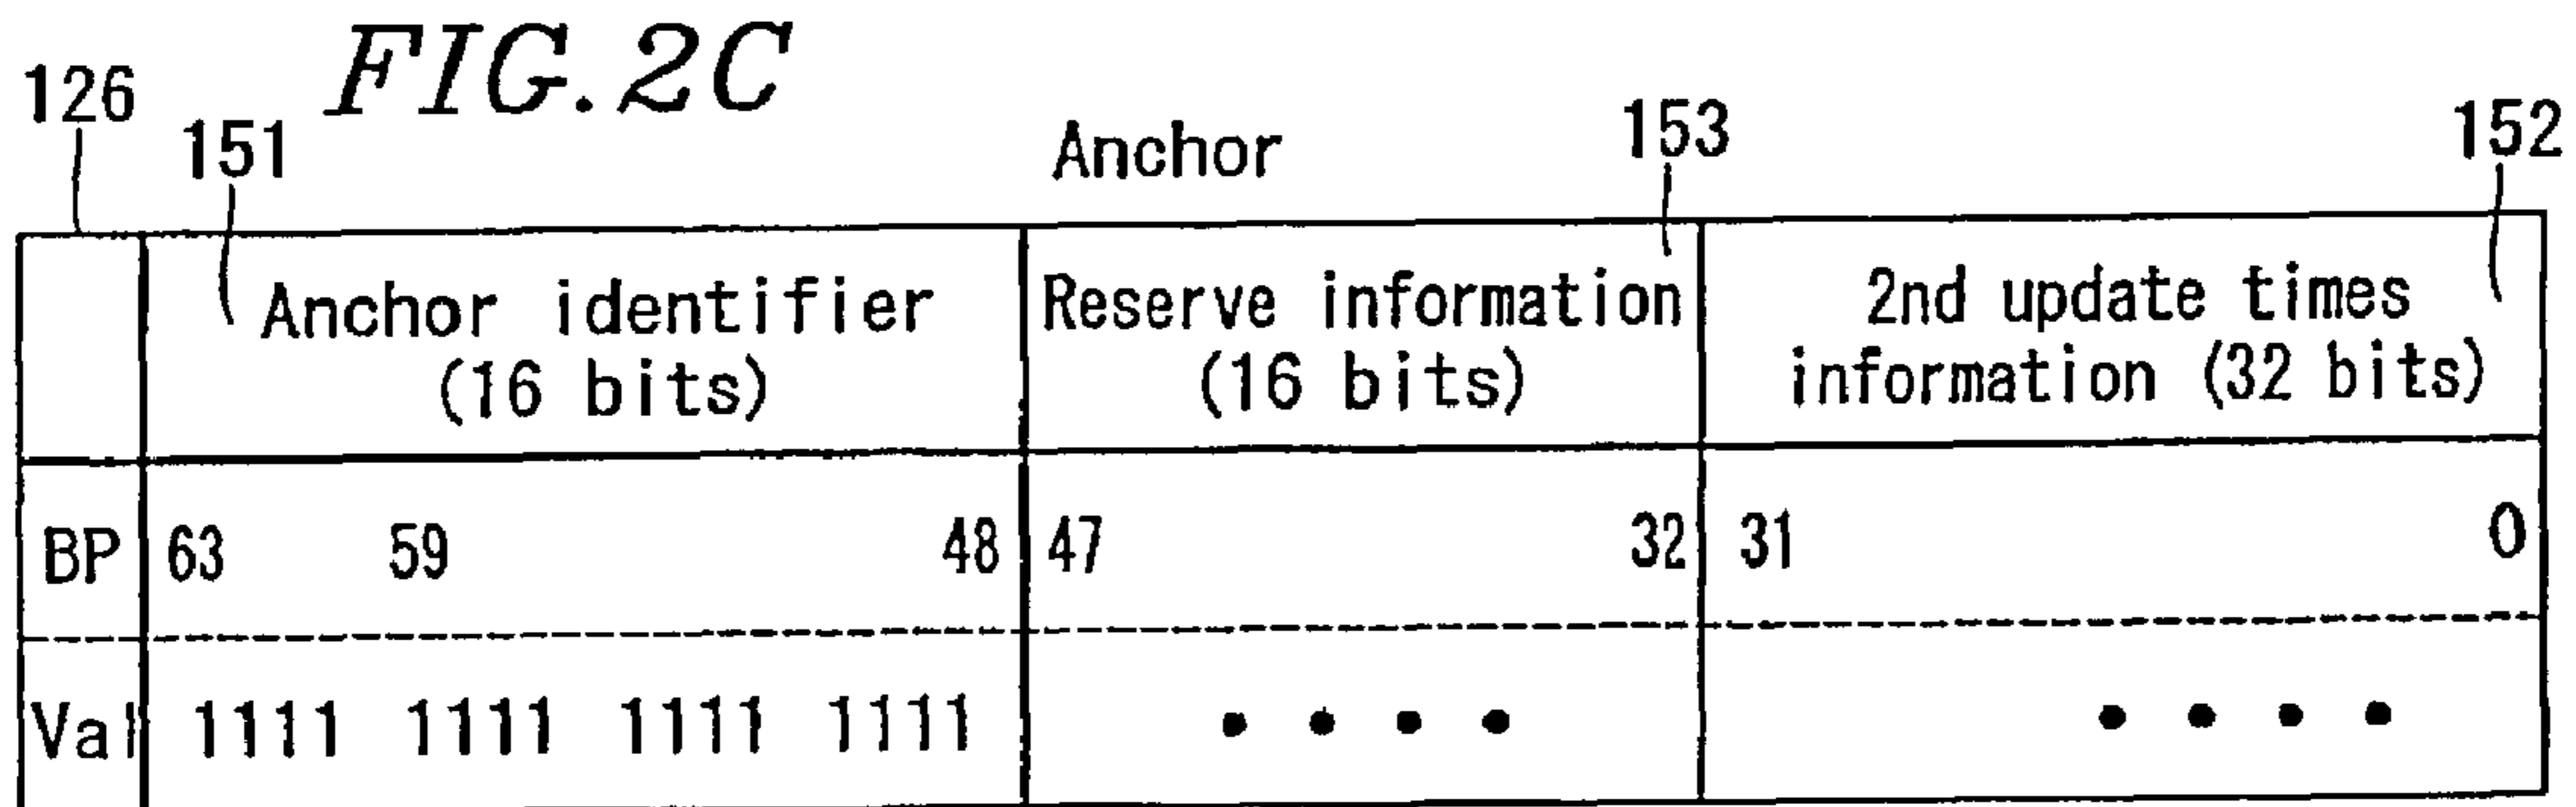 FIG.2C
126
151
Anchor
153
152
Anchor identifier
(16 bits)
Reserve information
(16 bits)
2nd update times
information (32 bits)
BP 63 59 48 47 32 31 0
Val 1111 1111 1111 1111 • • • • • • • •